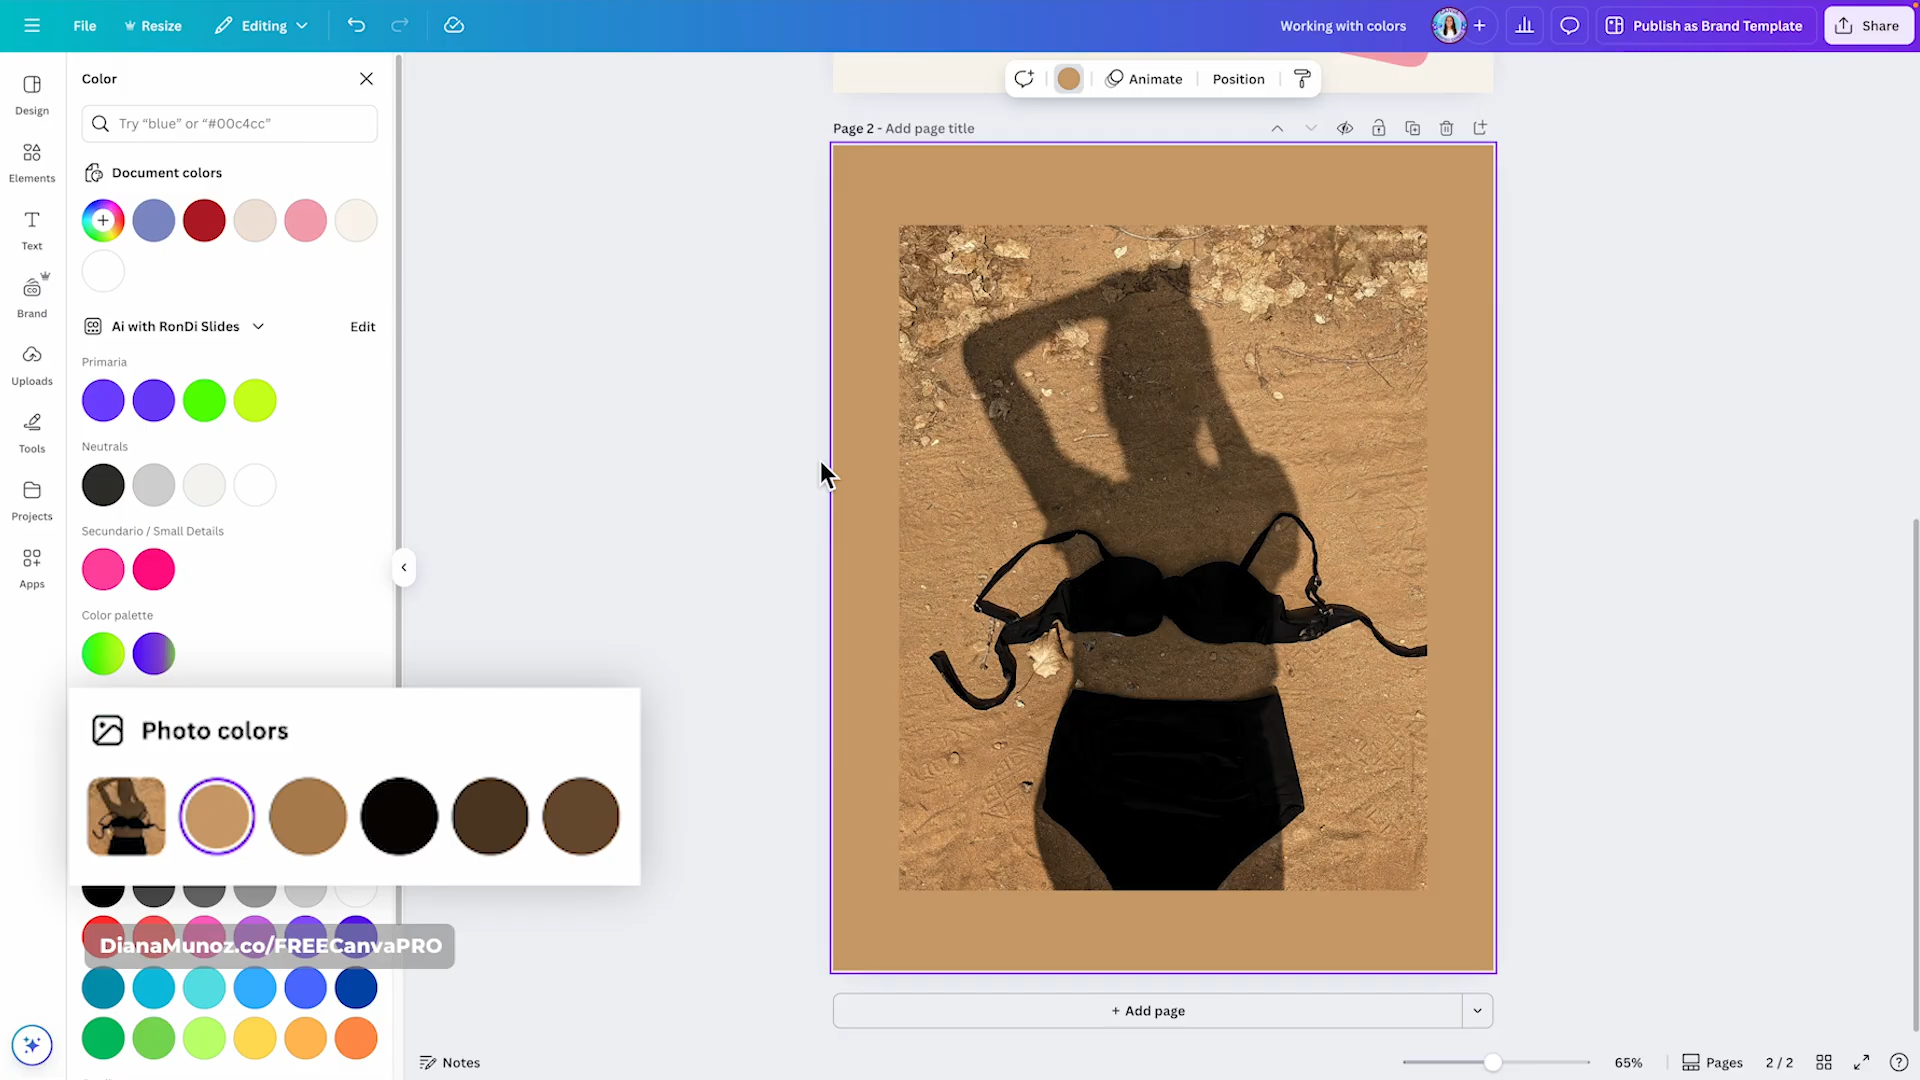 File
Resize
Editing
Working with colors
Publish as Brand Template
Share
Design
Elements
Text
Brand
Uploads
Tools
Projects
Apps
Color
Try “blue” or “#00c4cc”
Document colors
Ai with RonDi Slides
Edit
Primaria
Neutrals
Secundario / Small Details
Color palette
Photo colors
DianaMunoz.co/FREECanvaPRO
Animate
Position
Page 2 - Add page title
+ Add page
Notes
65%
Pages
2 / 2